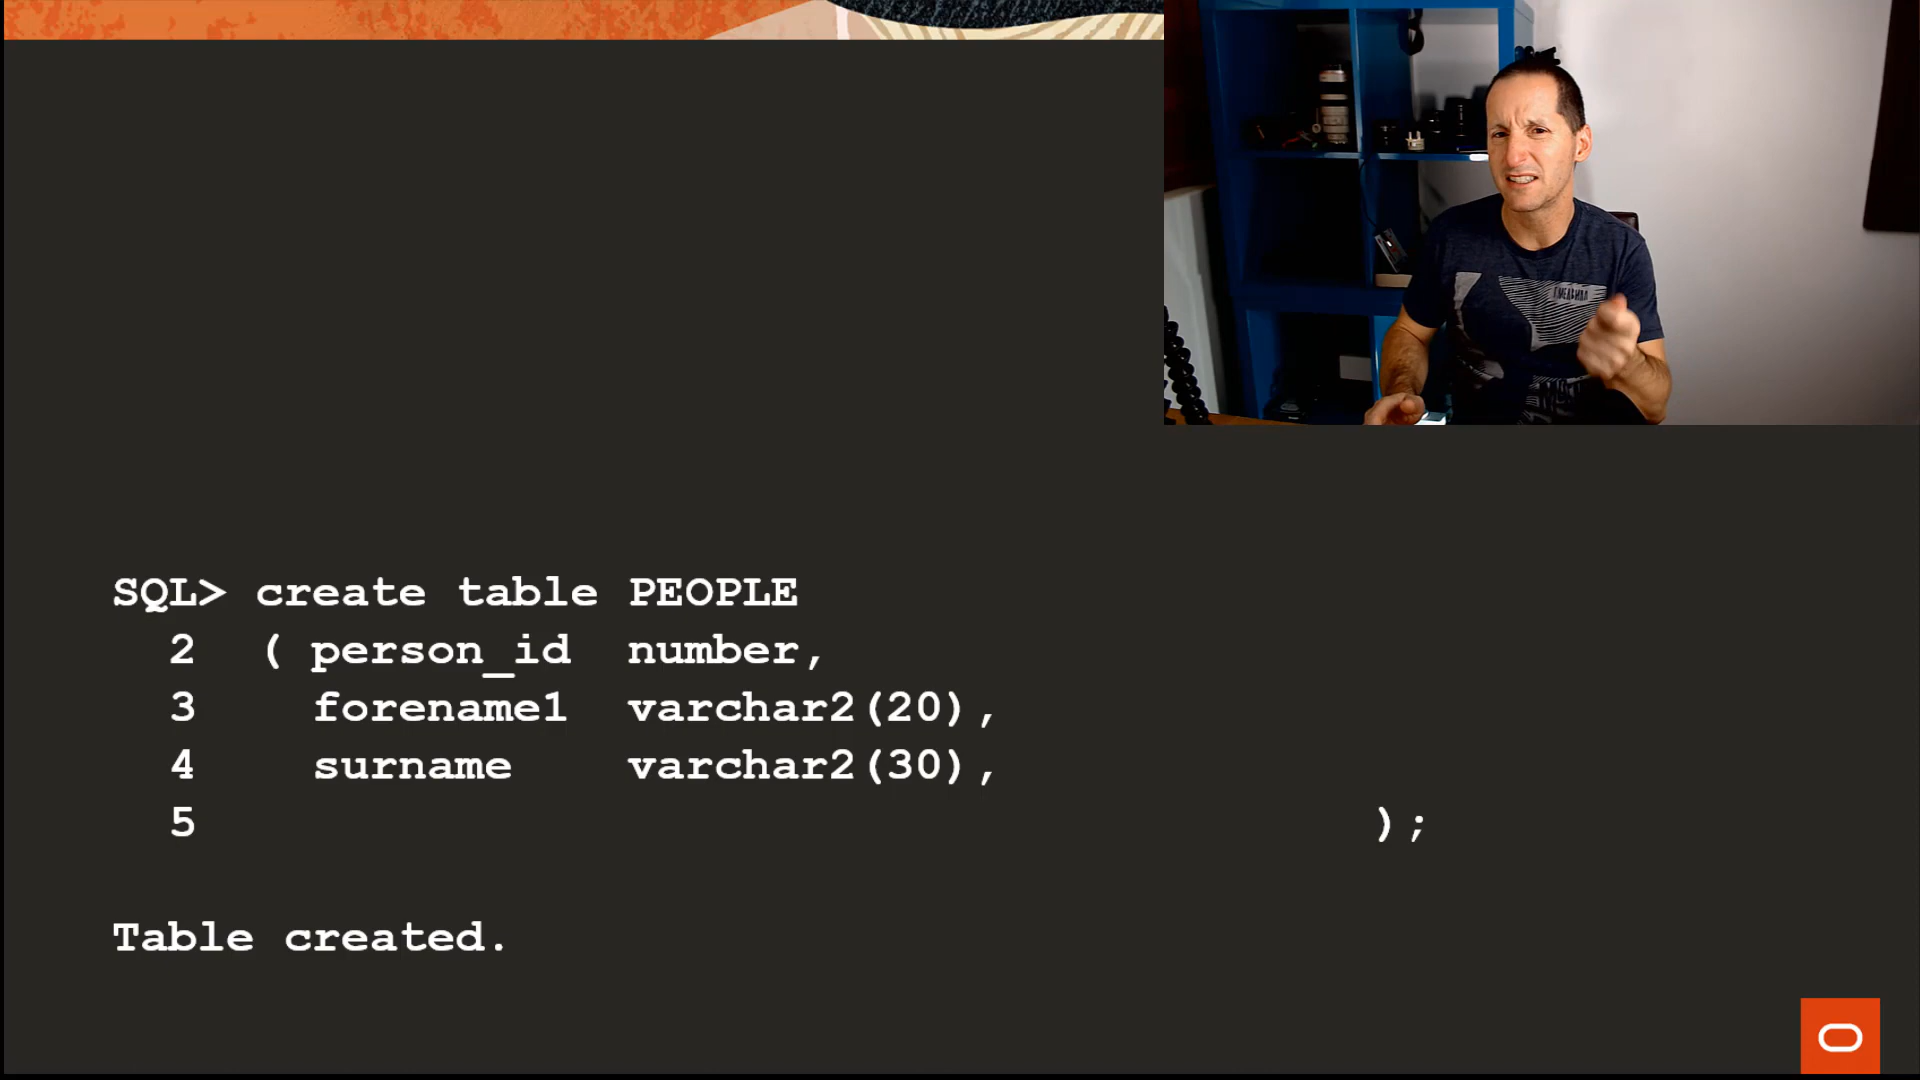 SQL> create table PEOPLE
2 ( person_id number,
3 forename1 varchar2(20),
4 surname varchar2(30),
5 );
Table created.